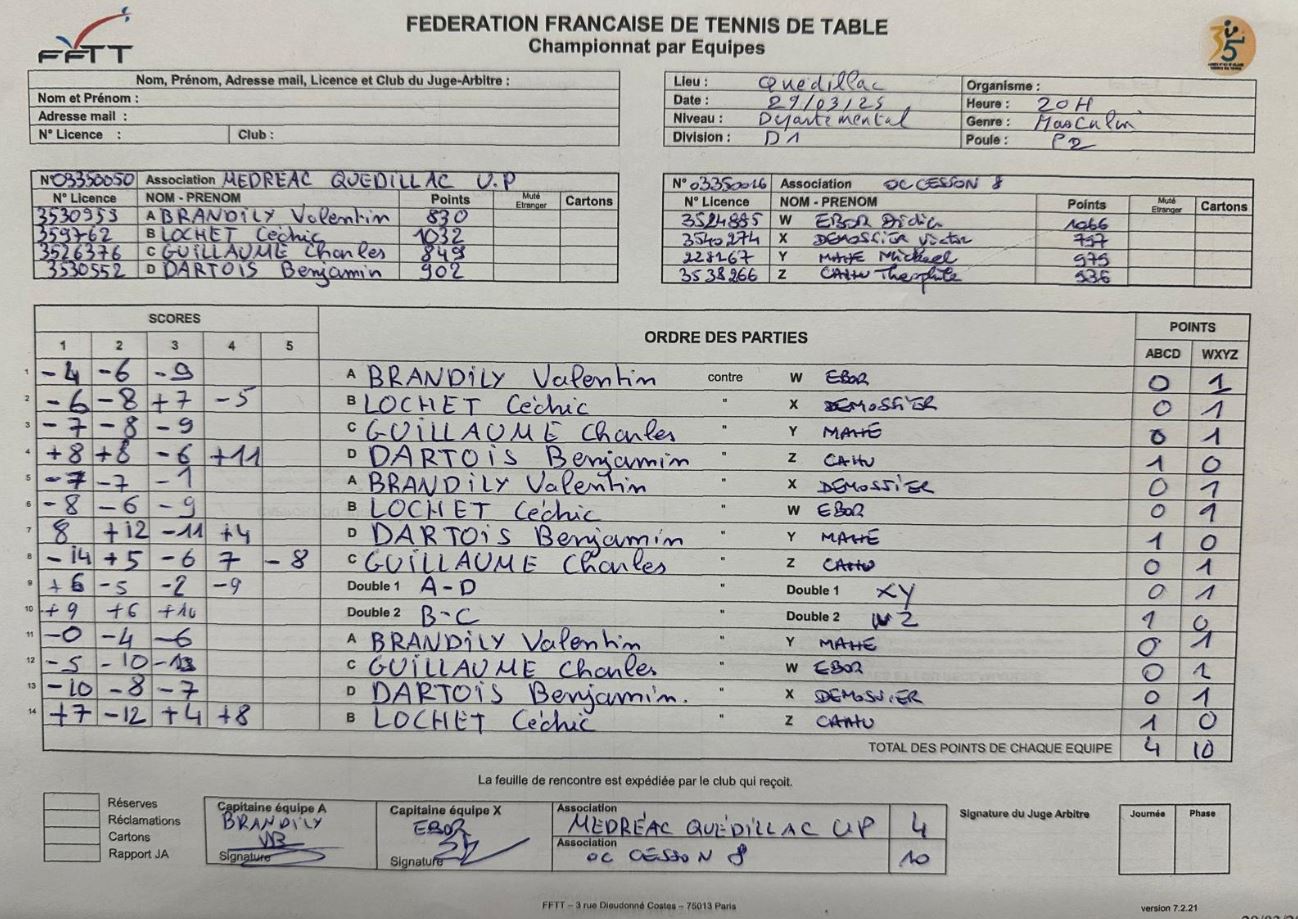 FFTT
FEDERATION FRANCAISE DE TENNIS DE TABLE
Championnat par Equipes
35
Nom, Prénom, Adresse mail, Licence et Club du Juge-Arbitre :
Nom et Prénom :
Adresse mail :
N° Licence : Club :
Lieu : Quédillac Organisme :
Date : 29/03/25 Heure : 20H
Niveau : Départemental Genre : Masculin
Division : D1 Poule : P2
N°03350050 Association MEDREAC QUEDILLAC U.P
N° Licence NOM - PRENOM Points Muté Etranger Cartons
3530953 A BRANDILY Valentin 830
359762 B LOCHET Cédric 1032
3526376 C GUILLAUME Charles 849
3530552 D DARTOIS Benjamin 902
N°03350016 Association OC CESSON 8
N° Licence NOM - PRENOM Points Muté Etranger Cartons
3524885 W EBOR Didier 1066
3540274 X DEMOSSIER Victor 797
228167 Y MAHE Mickael 975
3538266 Z CAHU Théophile 936
SCORES ORDRE DES PARTIES POINTS
1 2 3 4 5 ABCD WXYZ
1 -4 -6 -9 A BRANDILY Valentin contre W EBOR 0 1
2 -6 -8 +7 -5 B LOCHET Cédric " X DEMOSSIER 0 1
3 -7 -8 -9 C GUILLAUME Charles " Y MAHE 0 1
4 +8 +8 -6 +11 D DARTOIS Benjamin " Z CAHU 1 0
5 -7 -7 -1 A BRANDILY Valentin " X DEMOSSIER 0 1
6 -8 -6 -9 B LOCHET Cédric " W EBOR 0 1
7 8 +12 -11 +4 D DARTOIS Benjamin " Y MAHE 1 0
8 -14 +5 -6 7 -8 C GUILLAUME Charles " Z CAHU 0 1
9 +6 -5 -2 -9 Double 1 A-D " Double 1 XY 0 1
10 +9 +6 +10 Double 2 B-C " Double 2 WZ 1 0
11 -0 -4 -6 A BRANDILY Valentin " Y MAHE 0 1
12 -5 -10 -13 C GUILLAUME Charles " W EBOR 0 1
13 -10 -8 -7 D DARTOIS Benjamin. " X DEMOSSIER 0 1
14 +7 -12 +4 +8 B LOCHET Cédric " Z CAHU 1 0
TOTAL DES POINTS DE CHAQUE EQUIPE 4 10
La feuille de rencontre est expédiée par le club qui reçoit.
Réserves
Réclamations
Cartons
Rapport JA
Capitaine équipe A
BRANDILY
VB
Signature
Capitaine équipe X
EBOR
Signature
Association
MEDREAC QUEDILLAC UP 4
Association
OC CESSON 8 10
Signature du Juge Arbitre
Journée Phase
FFTT – 3 rue Dieudonné Costes – 75013 Paris
version 7.2.21